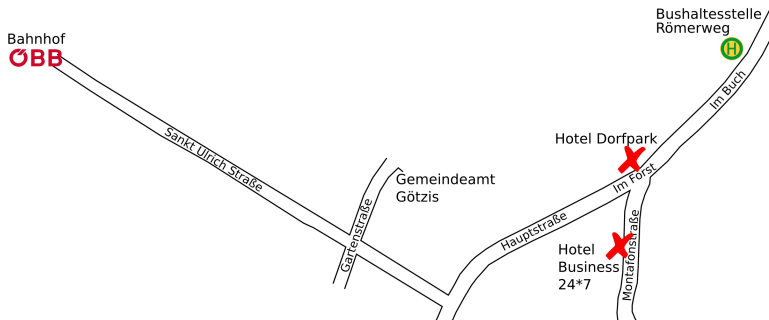 Bushaltesstelle
Römerweg
H
Bahnhof
ÖBB
Im Buch
Sankt Ulrich Straße
Hotel Dorfpark
Gemeindeamt
Götzis
Im Forst
Gartenstraße
Hauptstraße
Montafonstraße
Hotel
Business
24*7